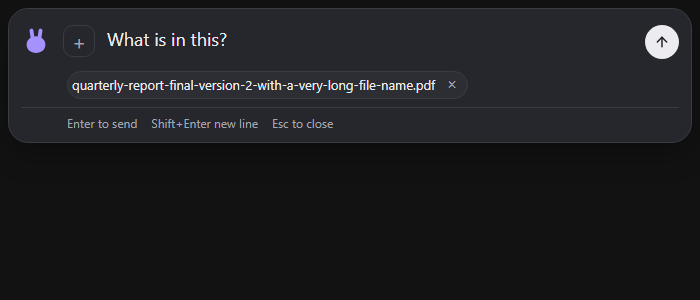 What is in this?
quarterly-report-final-version-2-with-a-very-long-file-name.pdf
Enter to send Shift+Enter new line Esc to close